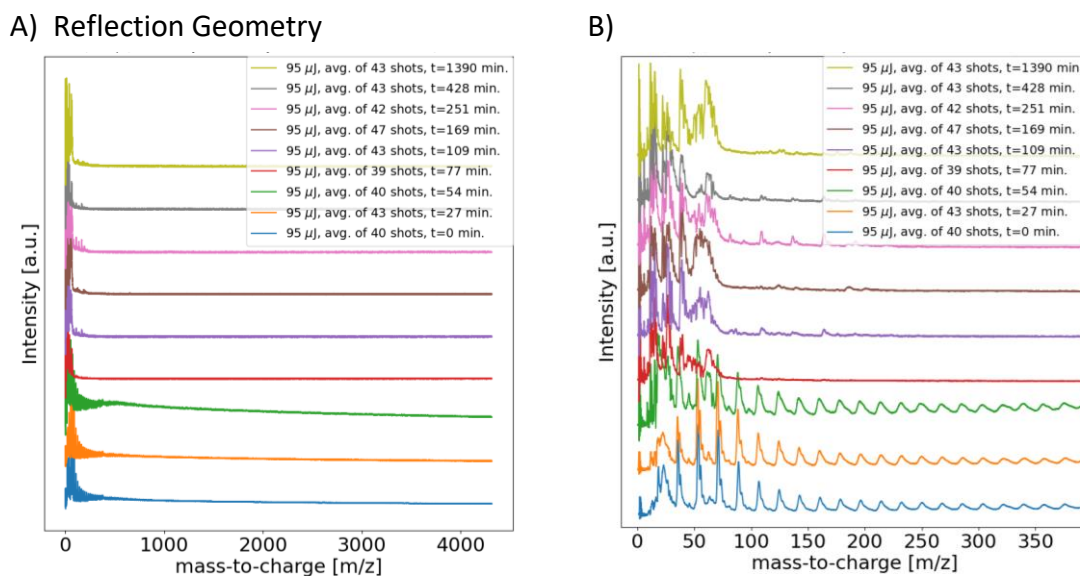 A) Reflection Geometry
B)
95 μJ, avg. of 43 shots, t=1390 min.
95 μJ, avg. of 43 shots, t=428 min.
95 μJ, avg. of 42 shots, t=251 min.
95 μJ, avg. of 47 shots, t=169 min.
95 μJ, avg. of 43 shots, t=109 min.
95 μJ, avg. of 39 shots, t=77 min.
95 μJ, avg. of 40 shots, t=54 min.
95 μJ, avg. of 43 shots, t=27 min.
95 μJ, avg. of 40 shots, t=0 min.
Intensity [a.u.]
0 1000 2000 3000 4000
mass-to-charge [m/z]
95 μJ, avg. of 43 shots, t=1390 min.
95 μJ, avg. of 43 shots, t=428 min.
95 μJ, avg. of 42 shots, t=251 min.
95 μJ, avg. of 47 shots, t=169 min.
95 μJ, avg. of 43 shots, t=109 min.
95 μJ, avg. of 39 shots, t=77 min.
95 μJ, avg. of 40 shots, t=54 min.
95 μJ, avg. of 43 shots, t=27 min.
95 μJ, avg. of 40 shots, t=0 min.
Intensity [a.u.]
0 50 100 150 200 250 300 350
mass-to-charge [m/z]